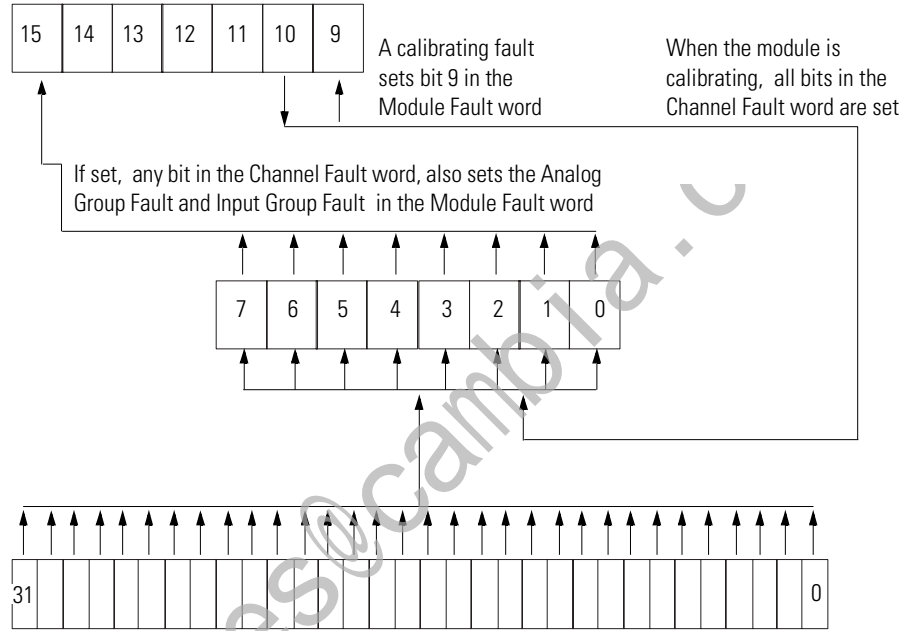 15 14 13 12 11 10 9
A calibrating fault
sets bit 9 in the
Module Fault word
When the module is
calibrating, all bits in the
Channel Fault word are set
If set, any bit in the Channel Fault word, also sets the Analog
Group Fault and Input Group Fault in the Module Fault word
7 6 5 4 3 2 1 0
31 0
es@cambia.c